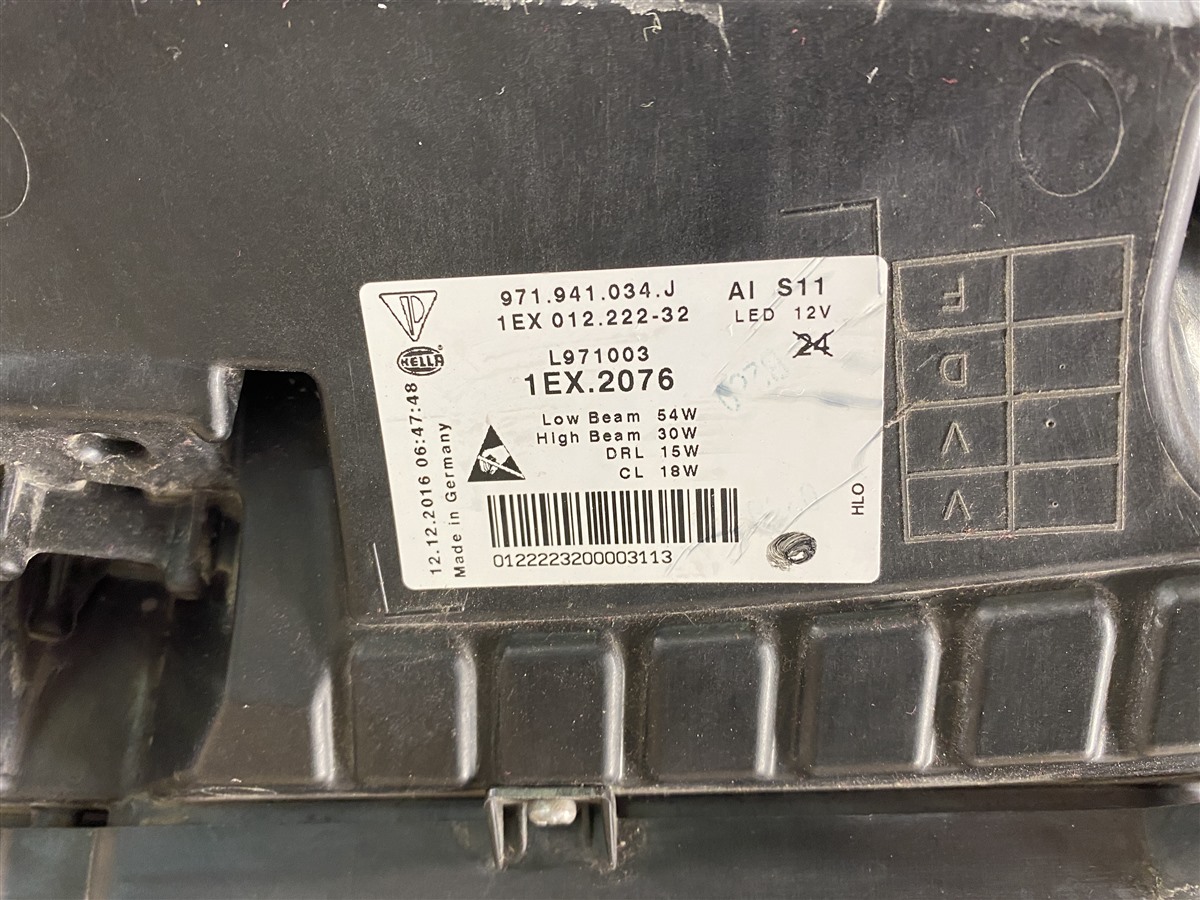 971.941.034.J AI S11
1EX 012.222-32 LED 12V
24
HELLA
L971003
1EX.2076
Low Beam 54W
High Beam 30W
DRL 15W
CL 18W
12.12.2016 06:47:48
Made in Germany
0122223200003113
HLO
F
D
V
V